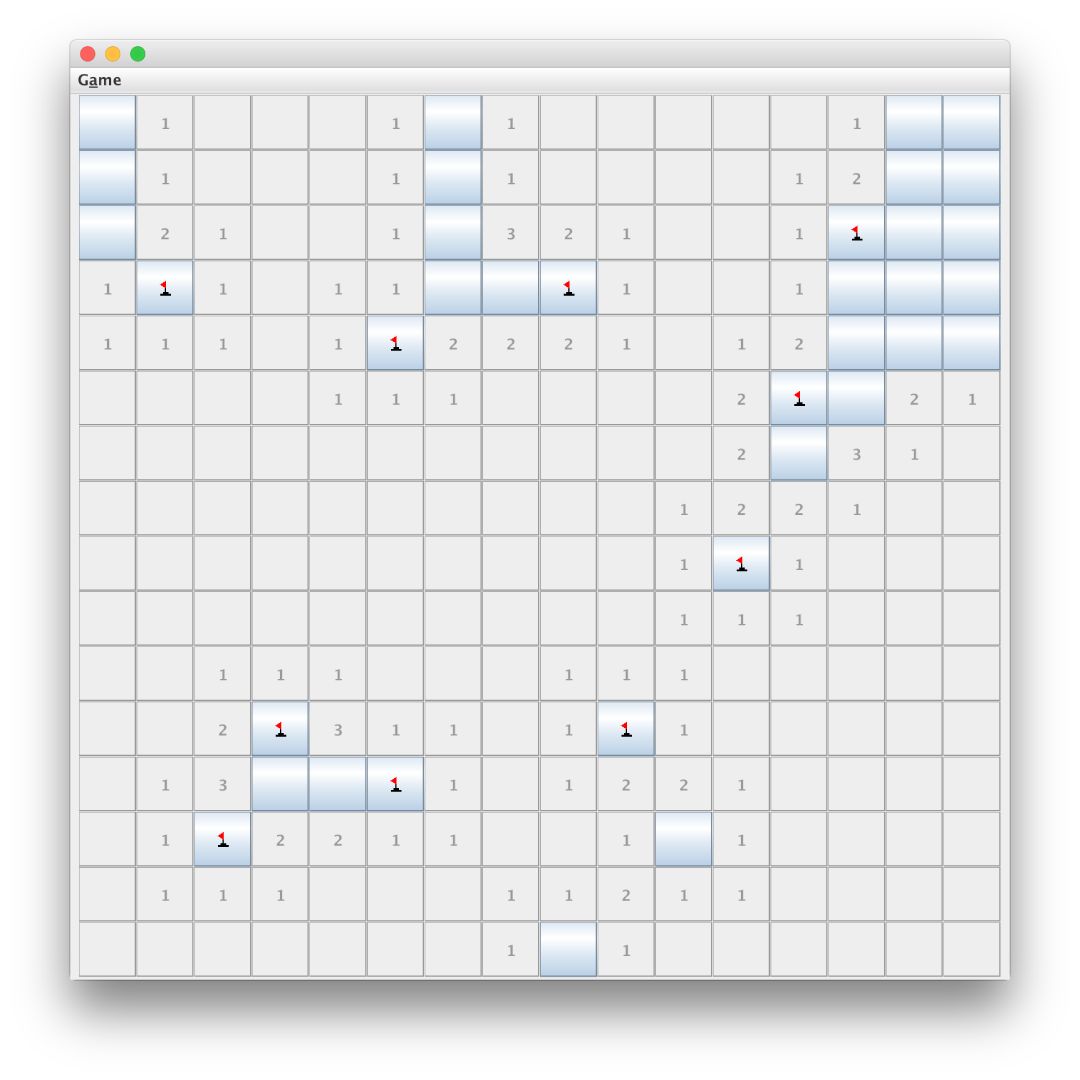 Game
1 1 1 1
1 1 1 1 2
2 1 1 3 2 1 1
1 1 1 1 1 1
1 1 1 1 2 2 2 1 1 2
1 1 1 2 2 1
2 3 1
1 2 2 1
1 1
1 1 1
1 1 1 1 1 1
2 3 1 1 1 1
1 3 1 1 2 2 1
1 2 2 1 1 1 1
1 1 1 1 1 2 1 1
1 1